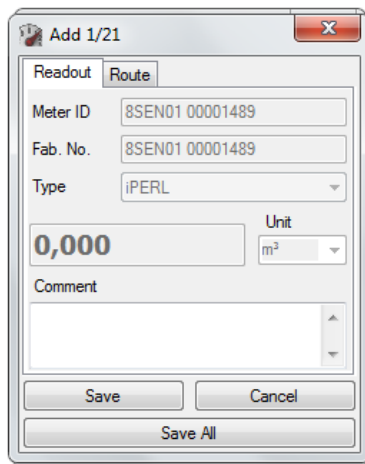 Add 1/21
Readout Route
Meter ID 8SEN01 00001489
Fab. No. 8SEN01 00001489
Type iPERL
Unit
0,000 m³
Comment
Save Cancel
Save All